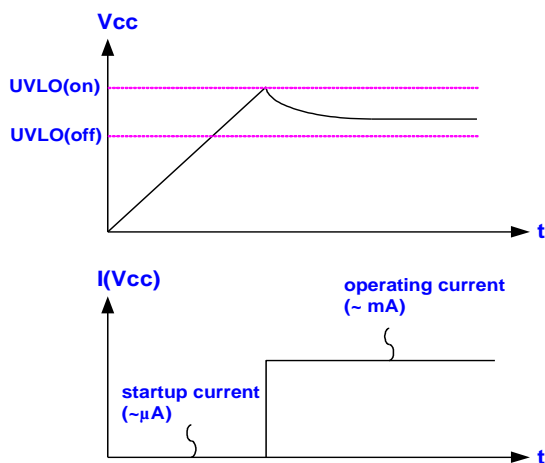 Vcc
UVLO(on)
UVLO(off)
t
I(Vcc)
operating current
(~ mA)
startup current
(~μA)
t